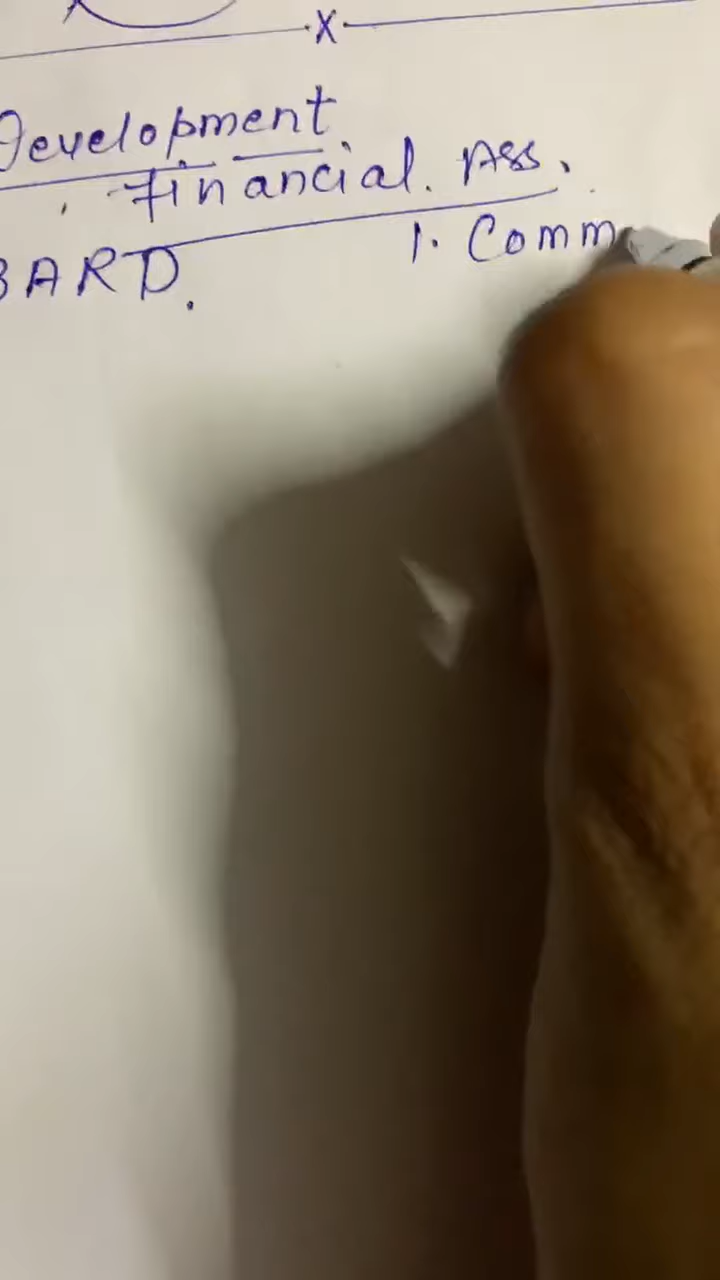 X
Development
Financial. Ass.
BARD.
1. Comm